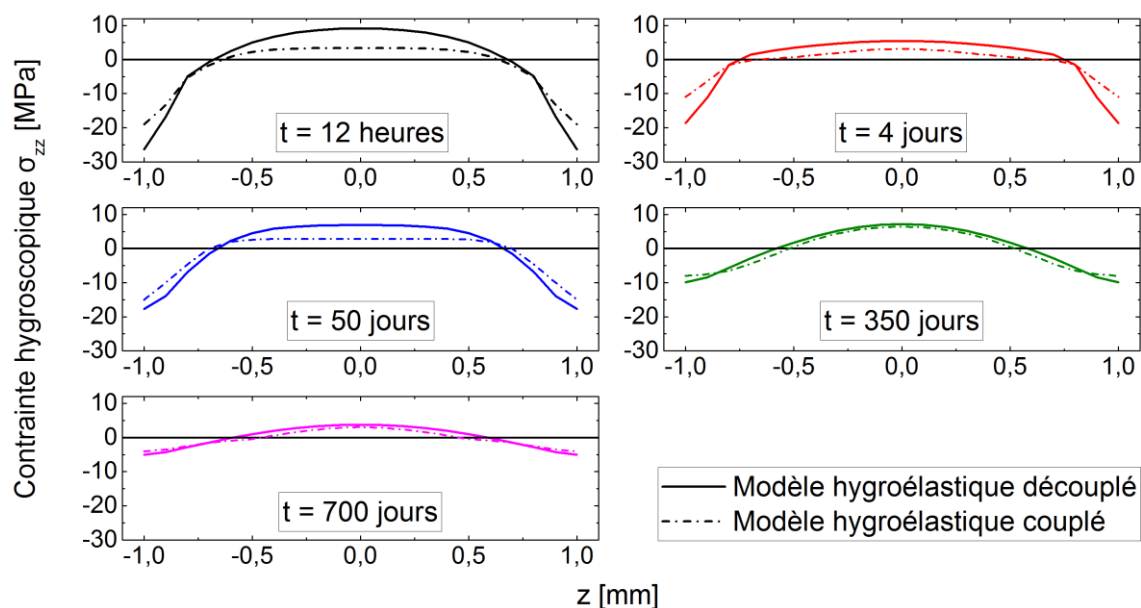 Contrainte hygroscopique σzz [MPa]
10
0
-10
-20
-30
t = 12 heures
-1,0 -0,5 0,0 0,5 1,0
10
0
-10
-20
-30
t = 4 jours
-1,0 -0,5 0,0 0,5 1,0
10
0
-10
-20
-30
t = 50 jours
-1,0 -0,5 0,0 0,5 1,0
10
0
-10
-20
-30
t = 350 jours
-1,0 -0,5 0,0 0,5 1,0
10
0
-10
-20
-30
t = 700 jours
-1,0 -0,5 0,0 0,5 1,0
Modèle hygroélastique découplé
Modèle hygroélastique couplé
z [mm]